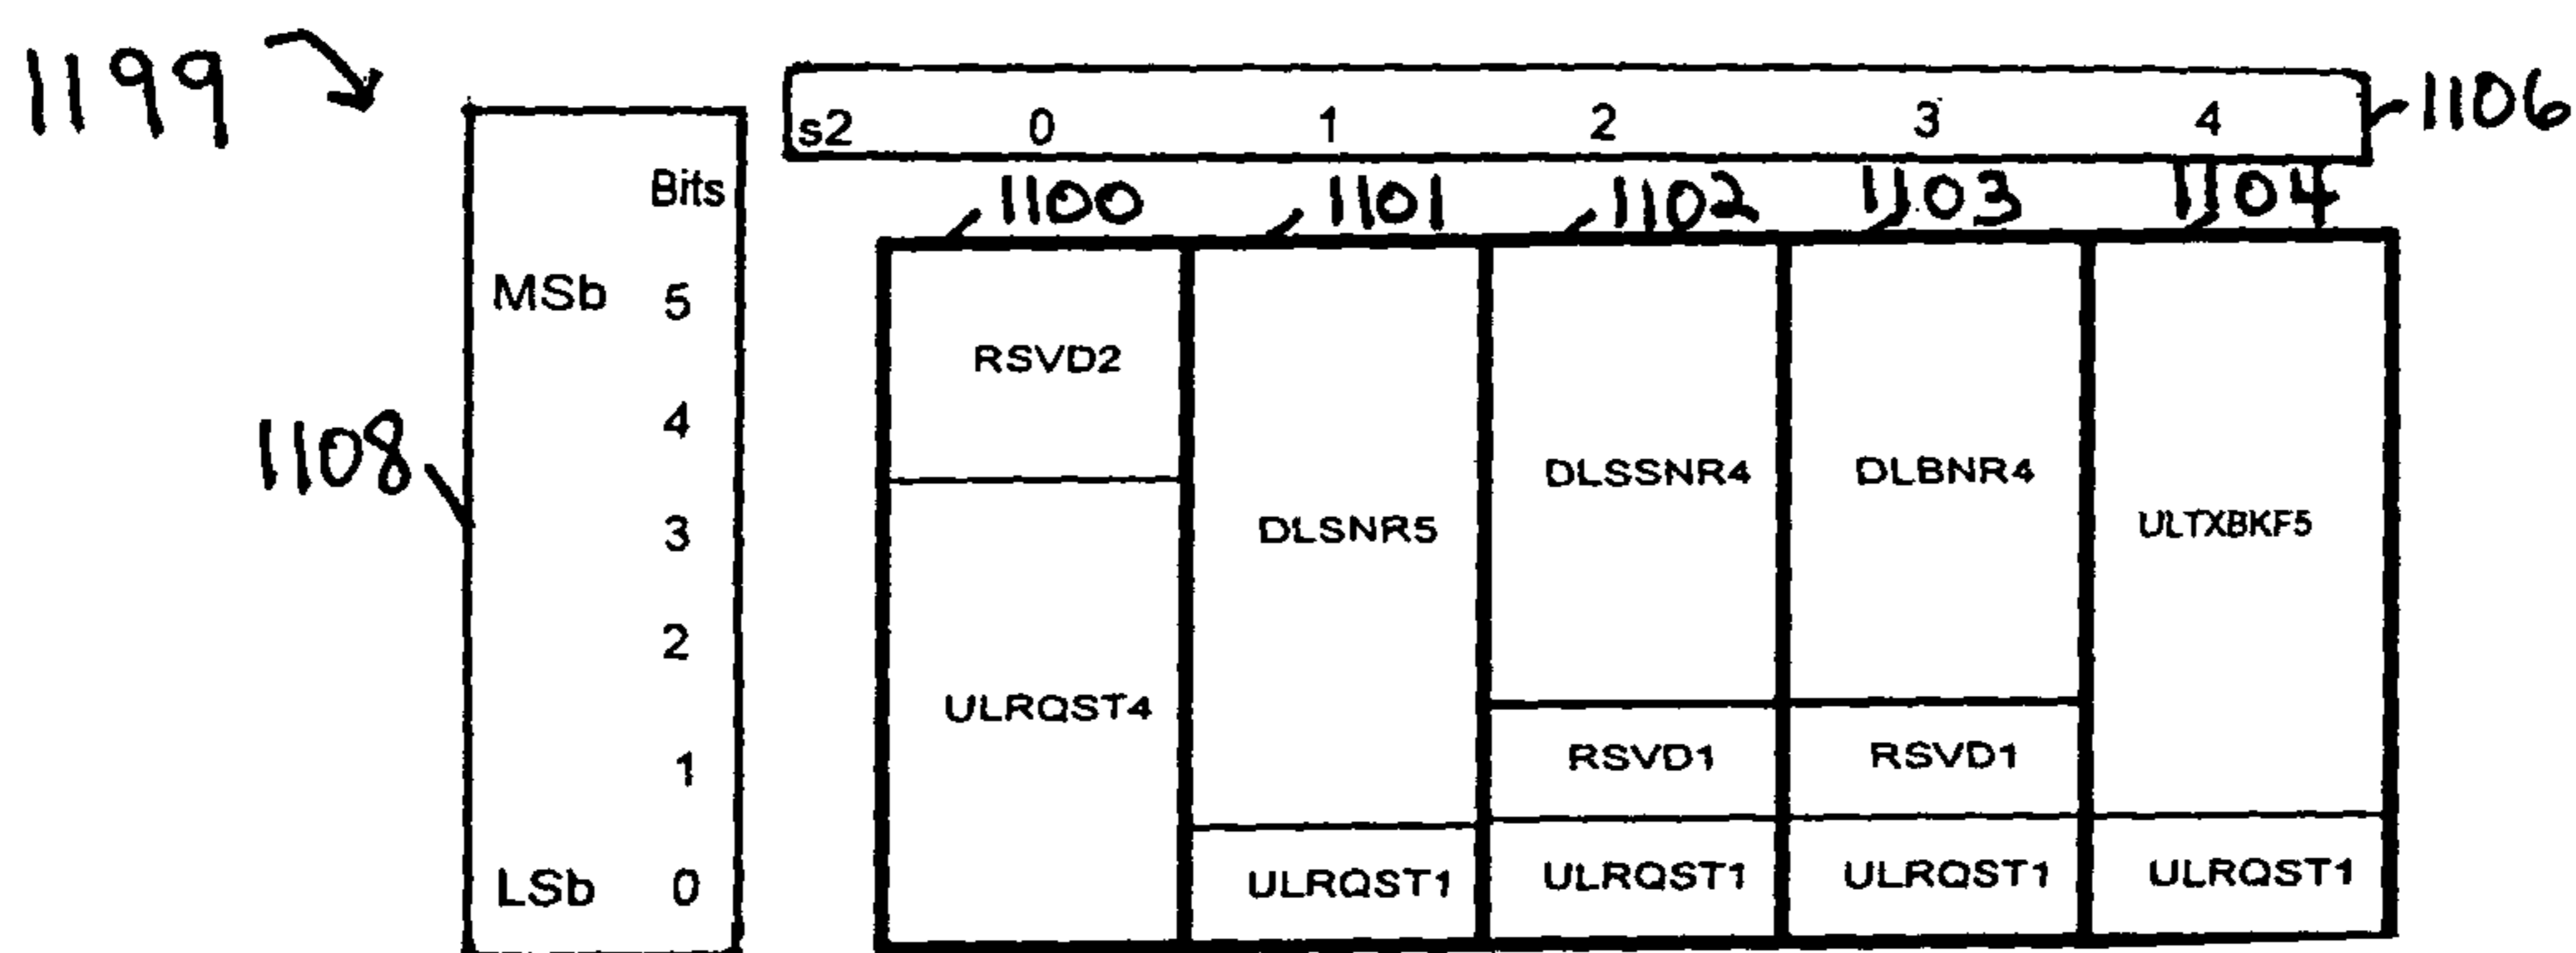 1199
s2 0 1 2 3 4 1106
Bits
1100 1101 1102 1103 1104
MSb 5
RSVD2
4
1108
DLSSNR4 DLBNR4
3
DLSNR5 ULTXBKF5
2
ULRQST4
1
RSVD1 RSVD1
LSb 0
ULRQST1 ULRQST1 ULRQST1 ULRQST1